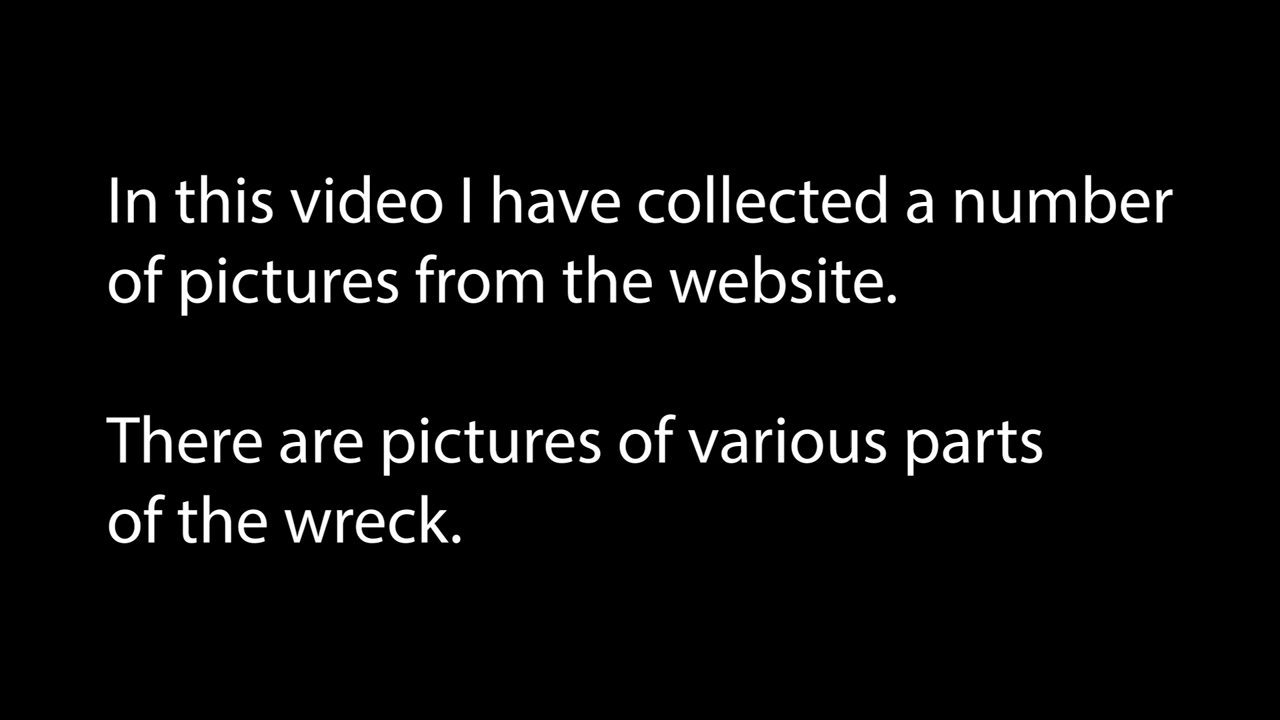 In this video I have collected a number
of pictures from the website.
There are pictures of various parts
of the wreck.